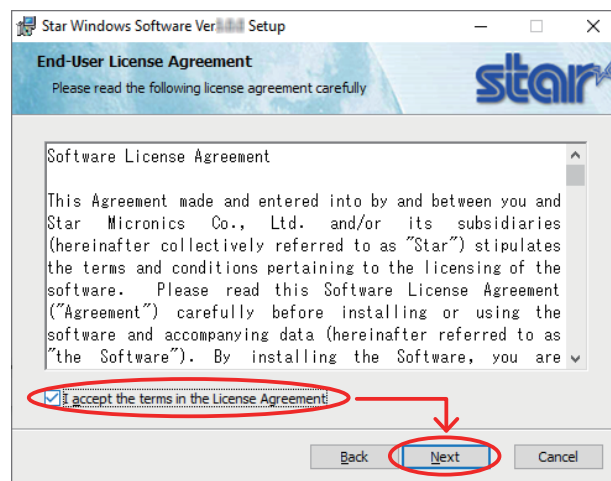 Star Windows Software Ver Setup
End-User License Agreement
Please read the following license agreement carefully
star
Software License Agreement
This Agreement made and entered into by and between you and
Star Micronics Co., Ltd. and/or its subsidiaries
(hereinafter collectively referred to as "Star") stipulates
the terms and conditions pertaining to the licensing of the
software. Please read this Software License Agreement
("Agreement") carefully before installing or using the
software and accompanying data (hereinafter referred to as
"the Software"). By installing the Software, you are
I accept the terms in the License Agreement
Back Next Cancel